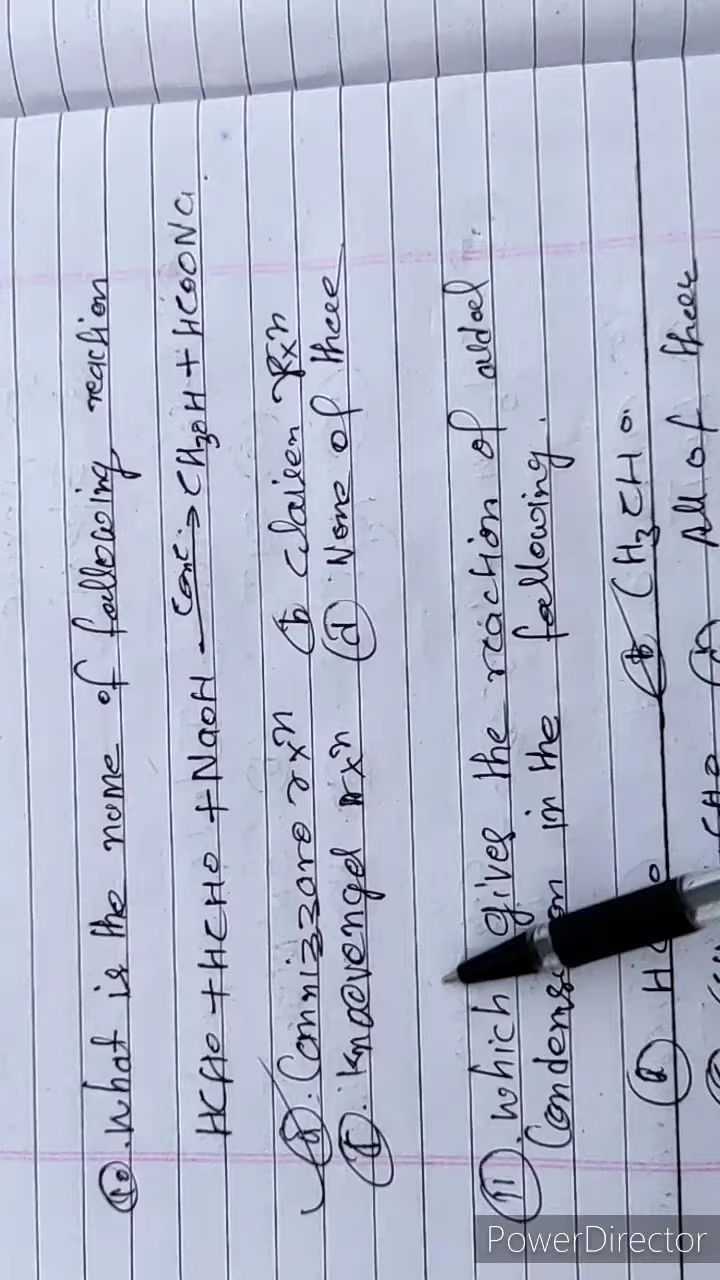 10. What is the name of following reaction
HCHO + HCHO + NaOH Conc → CH3OH + HCOONa
a. Cannizzaro rxn b Claisen Rxn
c. Knoevengel rxn d None of these
11. which gives the reaction of aldol
Condension in the following.
a H b CH3CHO.
CHO All of these
PowerDirector